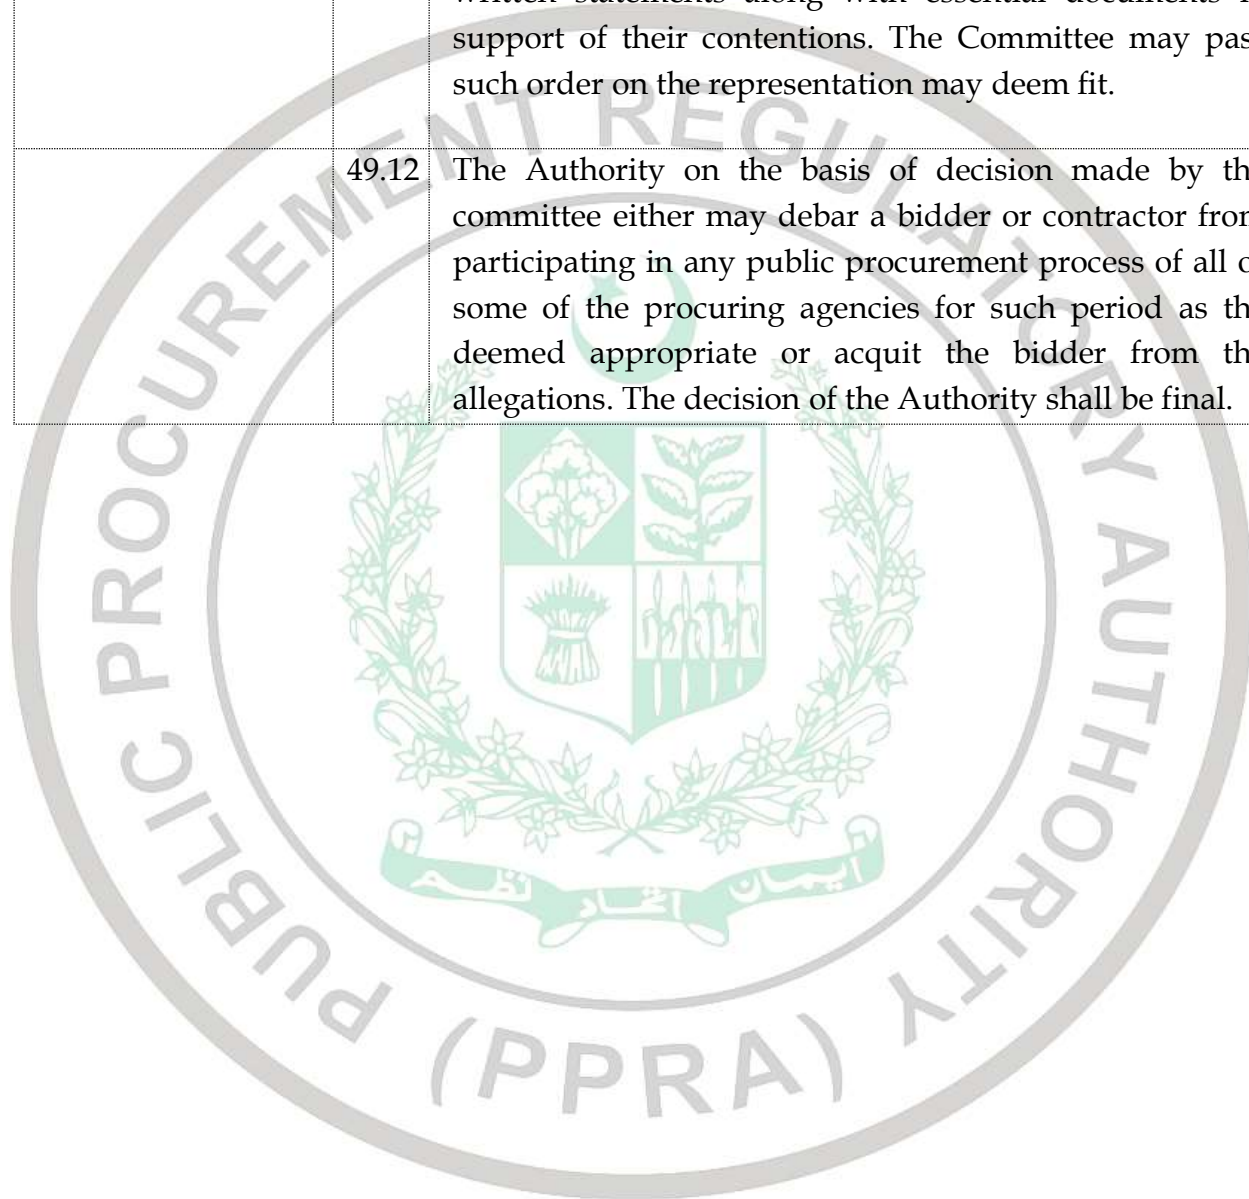 written statements along with essential documents
support of their contentions. The Committee may pas
such order on the representation may deem fit.
49.12 The Authority on the basis of decision made by th
committee either may debar a bidder or contractor from
participating in any public procurement process of all o
some of the procuring agencies for such period as th
deemed appropriate or acquit the bidder from th
allegations. The decision of the Authority shall be final.
PUBLIC PROCUREMENT REGULATORY AUTHORITY
ایمان اتحاد نظم
(PPRA)